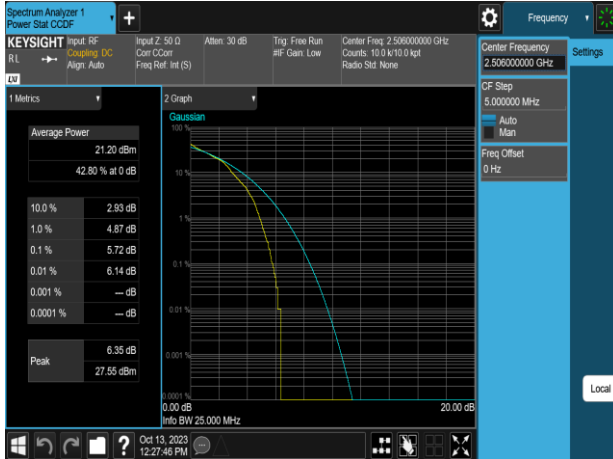 Spectrum Analyzer 1
Power Stat CCDF
+
Frequency
KEYSIGHT
RL
LXI
Input: RF
Coupling: DC
Align: Auto
Input Z: 50 Ω
Corr CCorr
Freq Ref: Int (S)
Atten: 30 dB
Trig: Free Run
#IF Gain: Low
Center Freq: 2.506000000 GHz
Counts: 10.0 k/10.0 kpt
Radio Std: None
Center Frequency
2.506000000 GHz
Settings
CF Step
5.000000 MHz
Auto
Man
Freq Offset
0 Hz
Local
1 Metrics
Average Power
21.20 dBm
42.80 % at 0 dB
10.0 % 2.93 dB
1.0 % 4.87 dB
0.1 % 5.72 dB
0.01 % 6.14 dB
0.001 % --- dB
0.0001 % --- dB
Peak
6.35 dB
27.55 dBm
2 Graph
Gaussian
100 %
10 %
1 %
0.1 %
0.01 %
0.001 %
0.0001 %
0.00 dB 20.00 dB
Info BW 25.000 MHz
?
Oct 13, 2023
12:27:46 PM